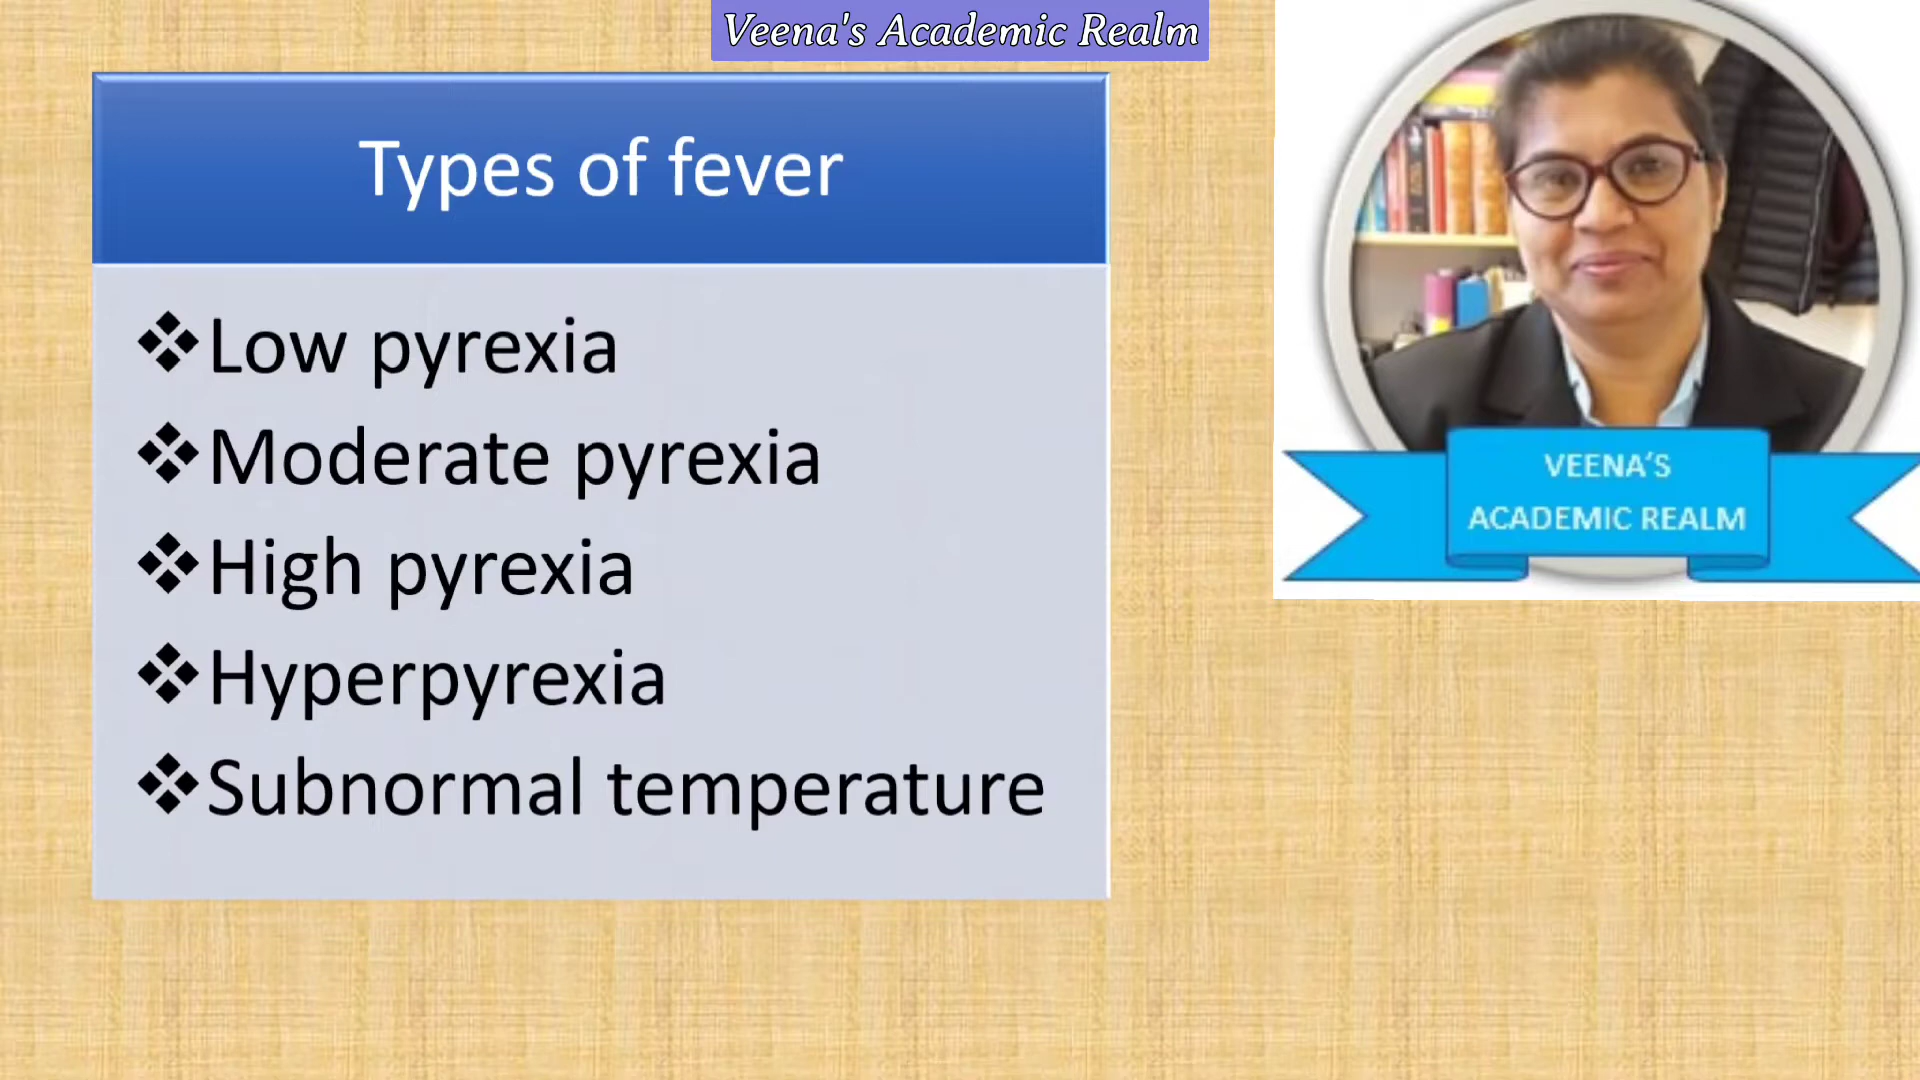 Veena's Academic Realm
Types of fever
❖Low pyrexia
❖Moderate pyrexia
❖High pyrexia
❖Hyperpyrexia
❖Subnormal temperature
VEENA‘S
ACADEMIC REALM